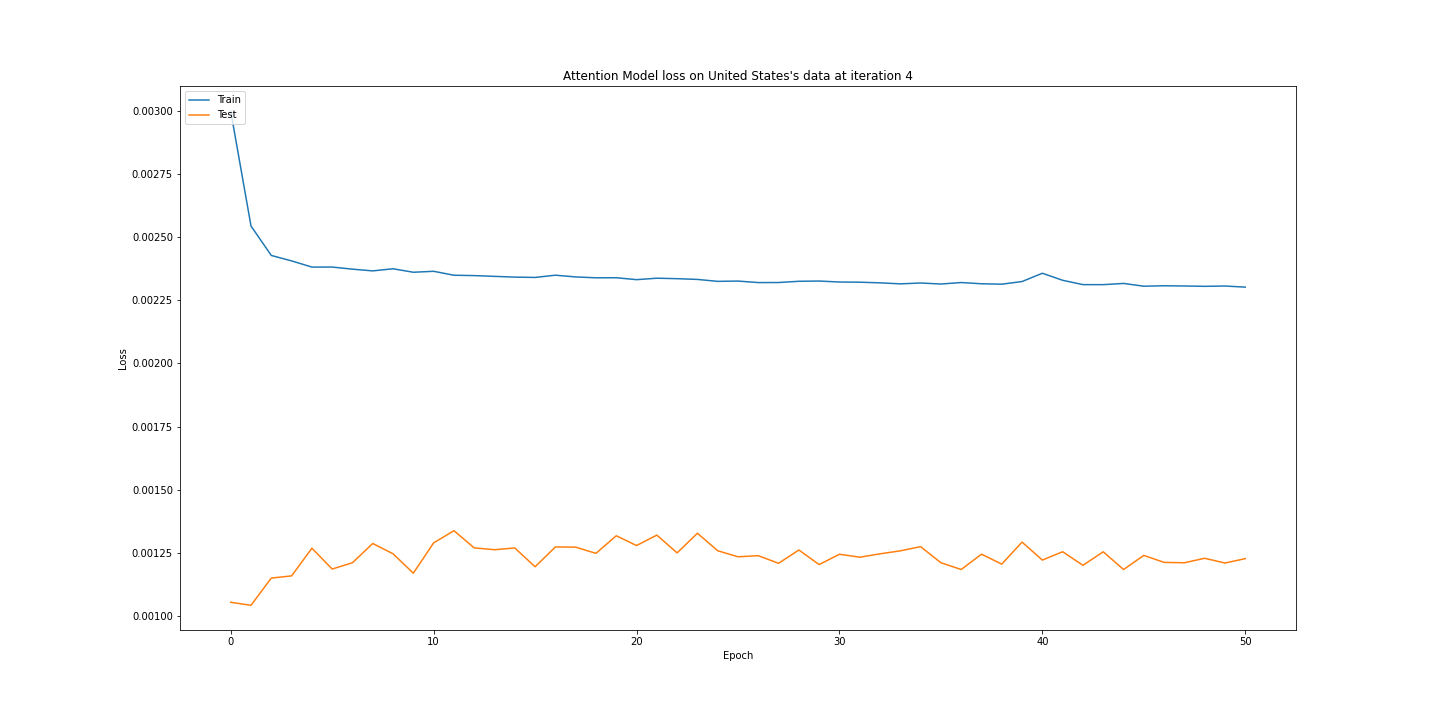 Attention Model loss on United States's data at iteration 4
Train
Test
0.00300
0.00275
0.00250
0.00225
0.00200
0.00175
0.00150
0.00125
0.00100
Loss
0 10 20 30 40 50
Epoch